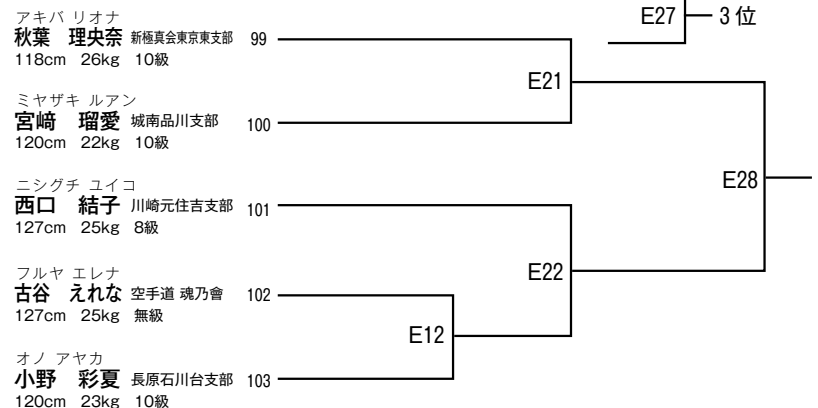 アキバ リオナ
秋葉 理央奈 新極真会東京東支部 99
118cm 26kg 10級
ミヤザキ ルアン
宮﨑 瑠愛 城南品川支部 100
120cm 22kg 10級
ニシグチ ユイコ
西口 結子 川崎元住吉支部 101
127cm 25kg 8級
フルヤ エレナ
古谷 えれな 空手道 魂乃會 102
127cm 25kg 無級
オノ アヤカ
小野 彩夏 長原石川台支部 103
120cm 23kg 10級
E12
E21
E22
E27 3位
E28